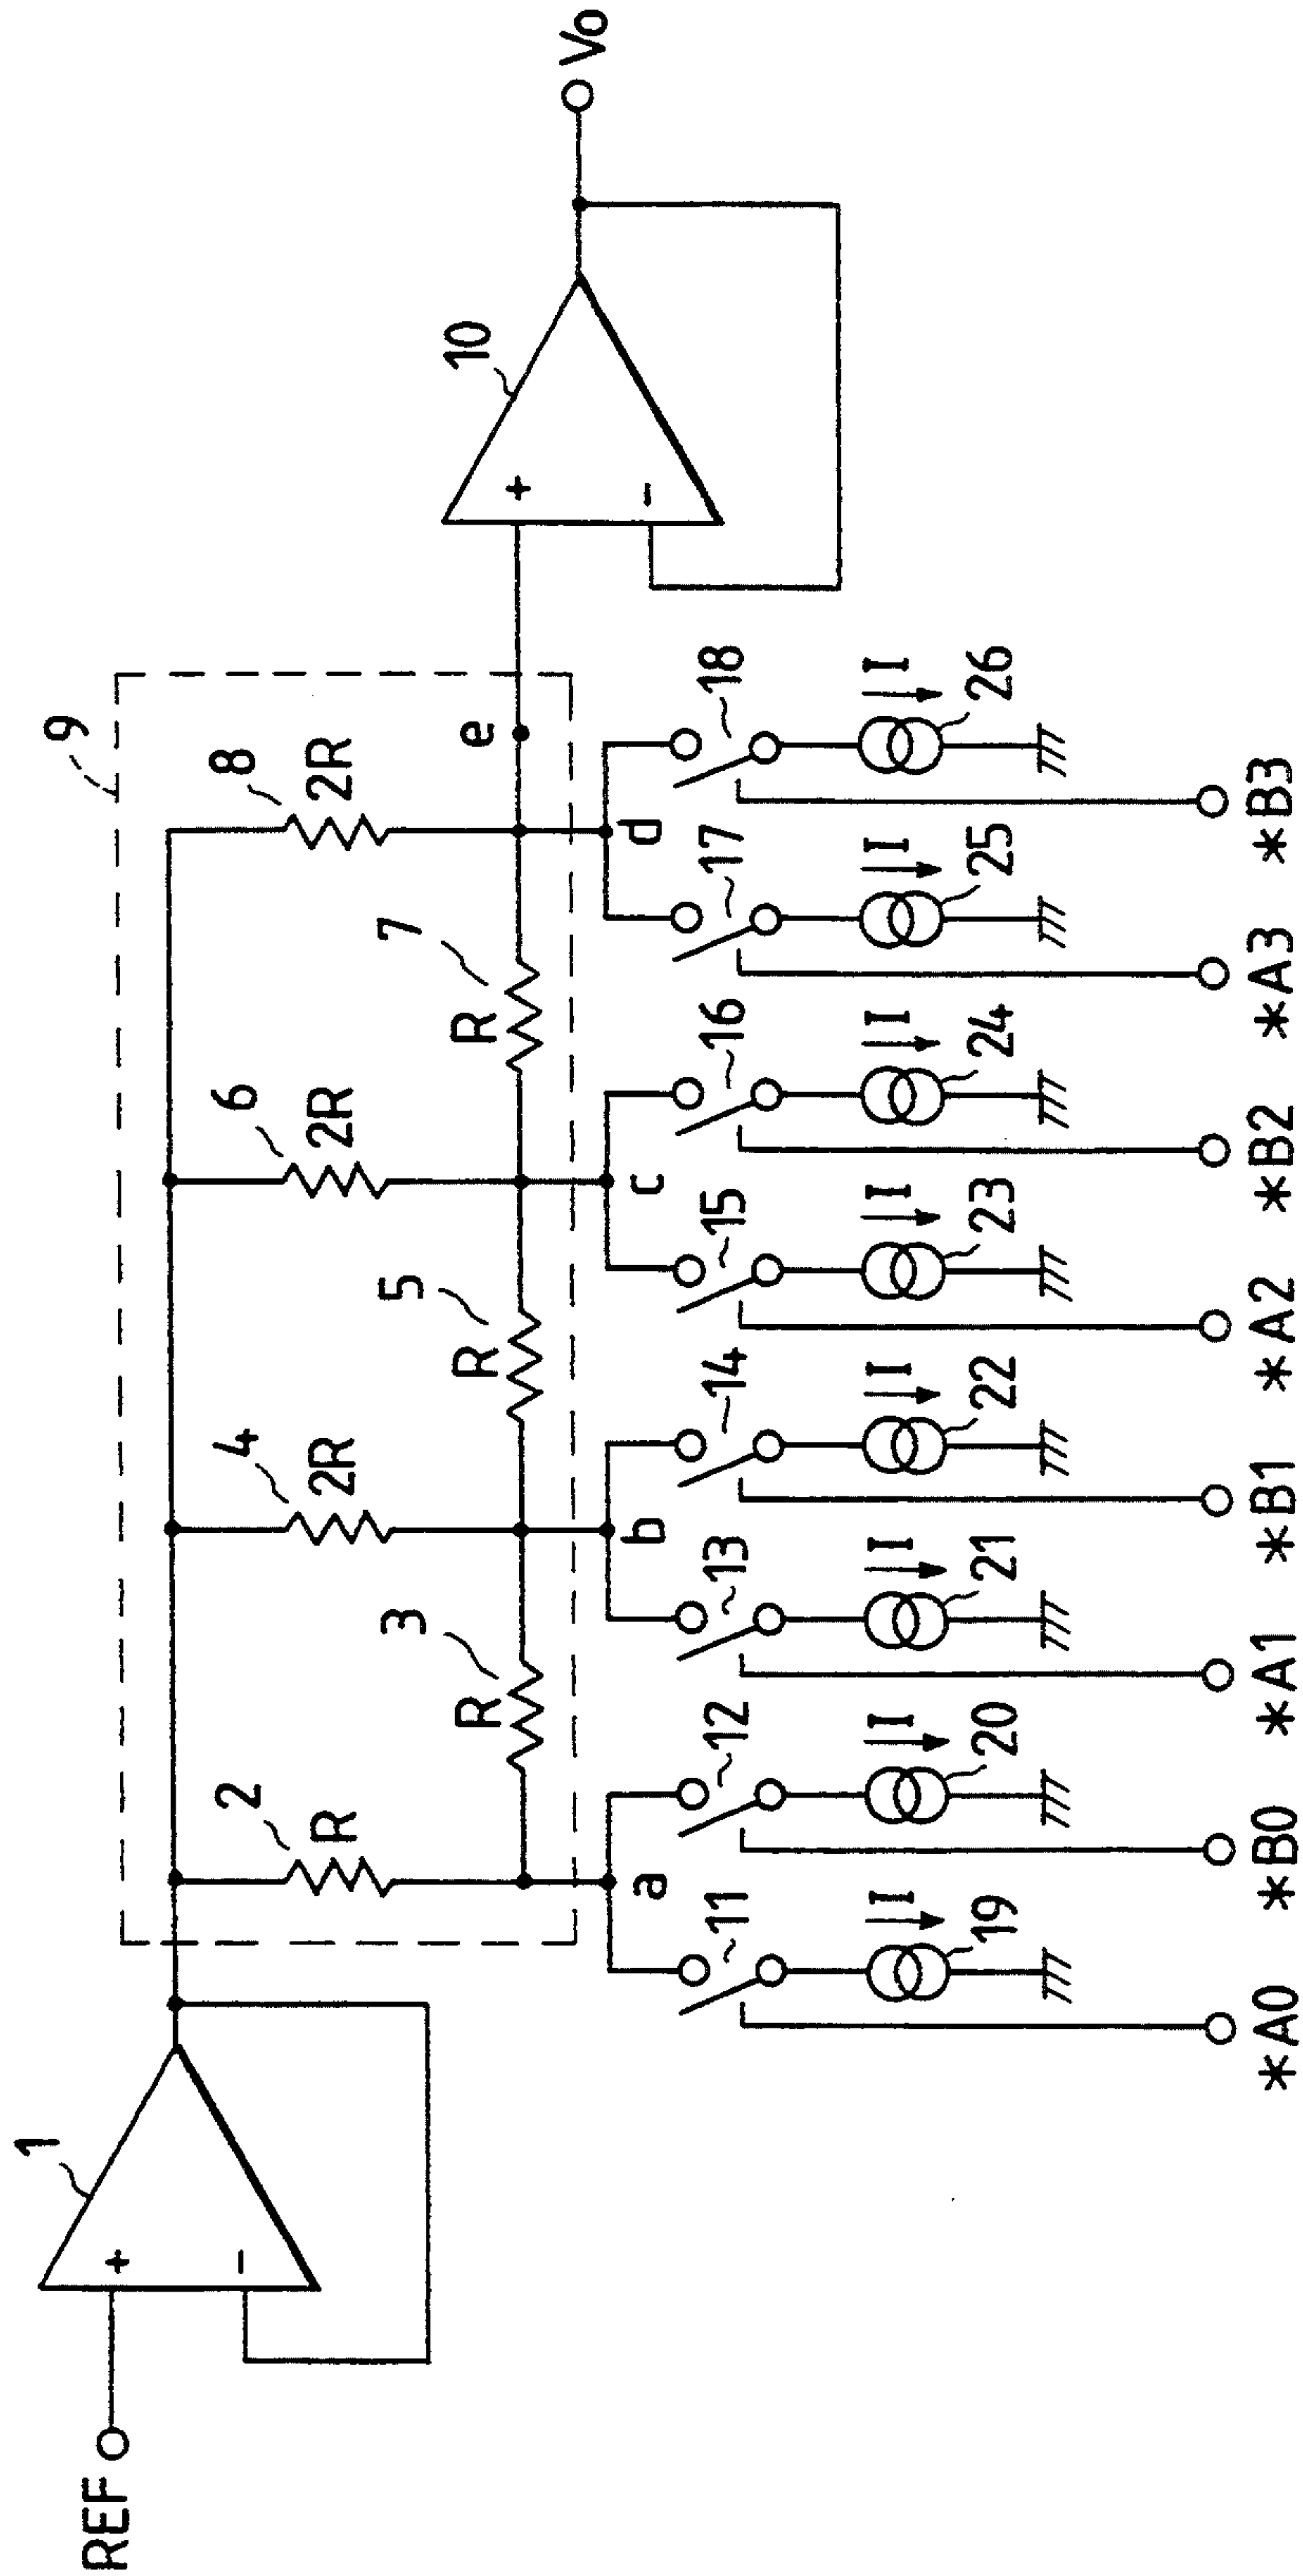 REF
1
+
-
9
2
R
3
R
4
2R
5
R
6
2R
7
R
8
2R
e
10
+
-
Vo
a
b
c
d
11
12
13
14
15
16
17
18
I
I
I
I
I
I
I
I
19
20
21
22
23
24
25
26
*A0
*B0
*A1
*B1
*A2
*B2
*A3
*B3